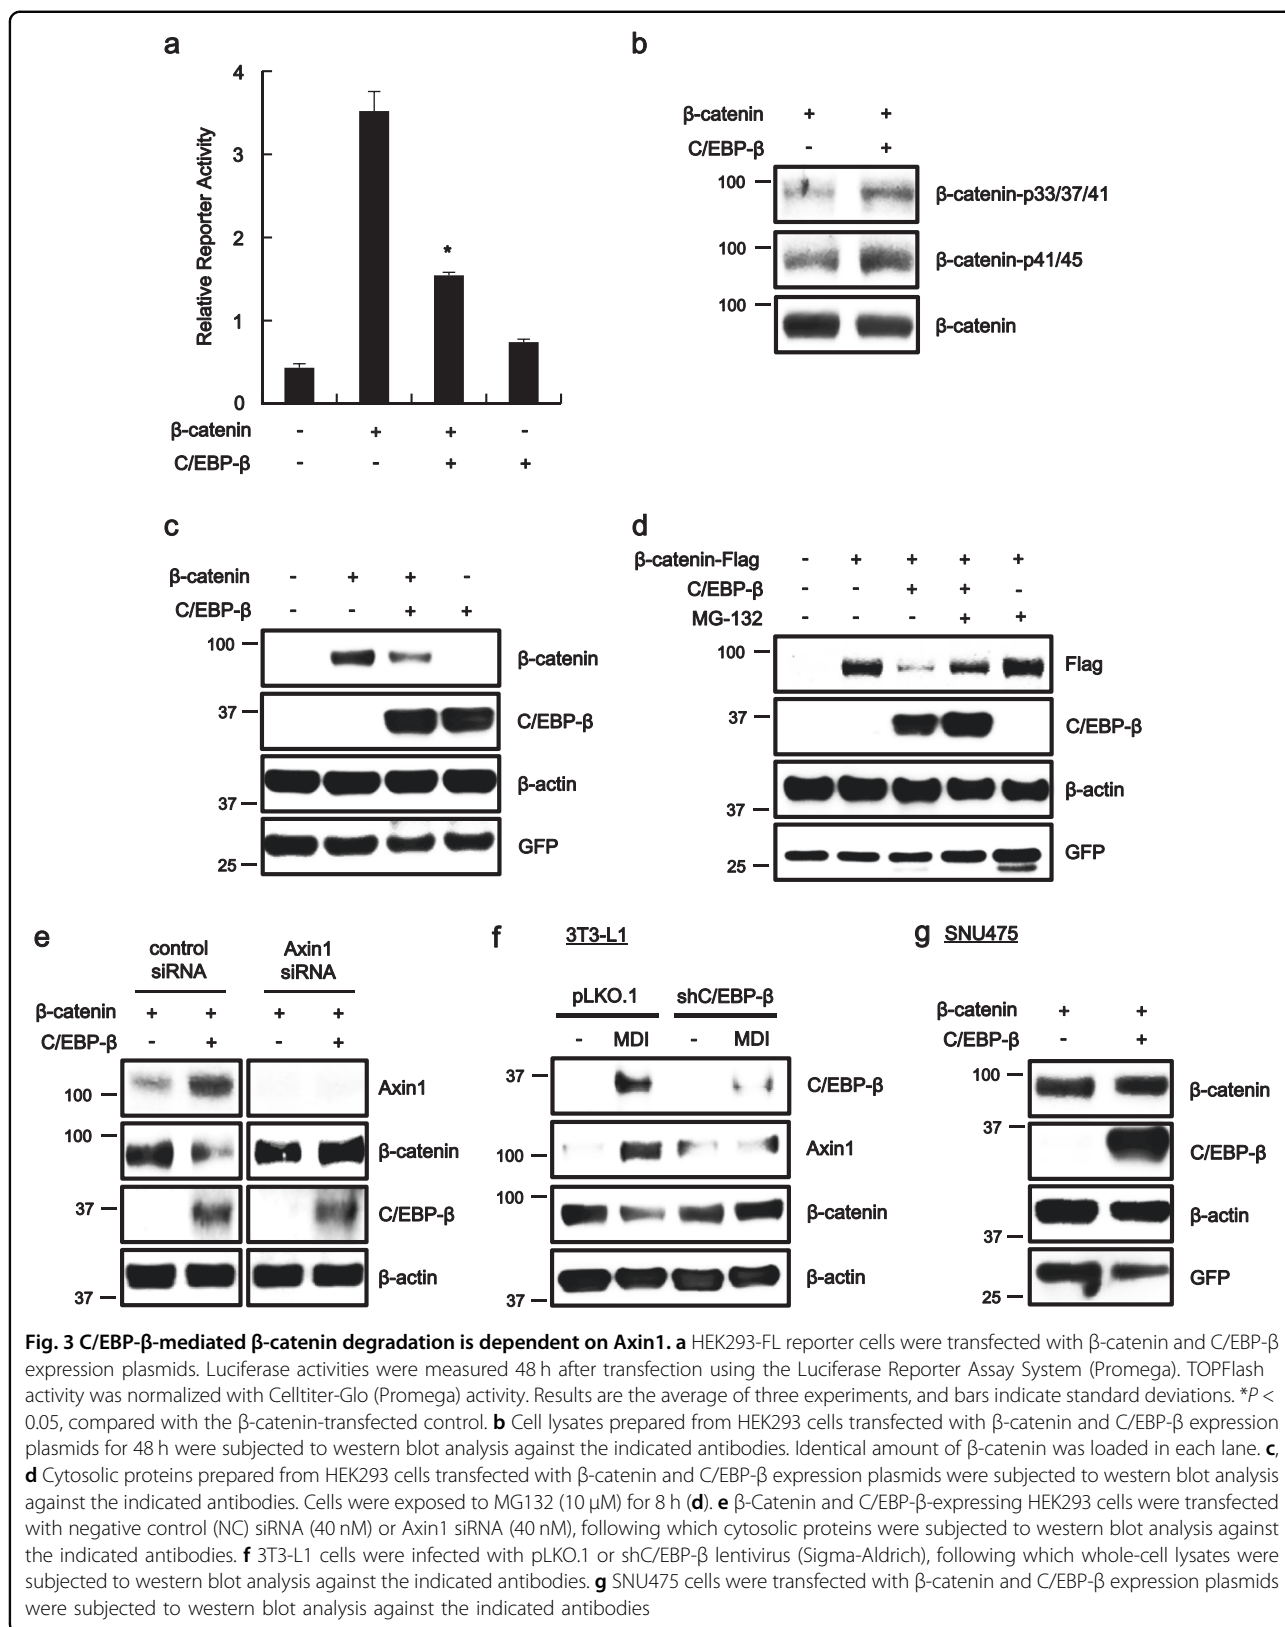 a
4
3
2
1
0
Relative Reporter Activity
*
β-catenin - + + -
C/EBP-β - - + +
b
β-catenin + +
C/EBP-β - +
100 β-catenin-p33/37/41
100 β-catenin-p41/45
100 β-catenin
c
β-catenin - + + -
C/EBP-β - - + +
100 β-catenin
37 C/EBP-β
β-actin
37
GFP
25
d
β-catenin-Flag - + + + +
C/EBP-β - - + + -
MG-132 - - - + +
100 Flag
37 C/EBP-β
β-actin
37
GFP
25
e
control siRNA
Axin1 siRNA
β-catenin + + + +
C/EBP-β - + - +
Axin1
100
100
β-catenin
37 C/EBP-β
β-actin
37
f 3T3-L1
pLKO.1 shC/EBP-β
- MDI - MDI
37 C/EBP-β
Axin1
100
100
β-catenin
β-actin
37
g SNU475
β-catenin + +
C/EBP-β - +
100 β-catenin
37
C/EBP-β
β-actin
37
GFP
25
Fig. 3 C/EBP-β-mediated β-catenin degradation is dependent on Axin1. a HEK293-FL reporter cells were transfected with β-catenin and C/EBP-β
expression plasmids. Luciferase activities were measured 48 h after transfection using the Luciferase Reporter Assay System (Promega). TOPFlash
activity was normalized with Celltiter-Glo (Promega) activity. Results are the average of three experiments, and bars indicate standard deviations. *P <
0.05, compared with the β-catenin-transfected control. b Cell lysates prepared from HEK293 cells transfected with β-catenin and C/EBP-β expression
plasmids for 48 h were subjected to western blot analysis against the indicated antibodies. Identical amount of β-catenin was loaded in each lane. c,
d Cytosolic proteins prepared from HEK293 cells transfected with β-catenin and C/EBP-β expression plasmids were subjected to western blot analysis
against the indicated antibodies. Cells were exposed to MG132 (10 μM) for 8 h (d). e β-Catenin and C/EBP-β-expressing HEK293 cells were transfected
with negative control (NC) siRNA (40 nM) or Axin1 siRNA (40 nM), following which cytosolic proteins were subjected to western blot analysis against
the indicated antibodies. f 3T3-L1 cells were infected with pLKO.1 or shC/EBP-β lentivirus (Sigma-Aldrich), following which whole-cell lysates were
subjected to western blot analysis against the indicated antibodies. g SNU475 cells were transfected with β-catenin and C/EBP-β expression plasmids
were subjected to western blot analysis against the indicated antibodies